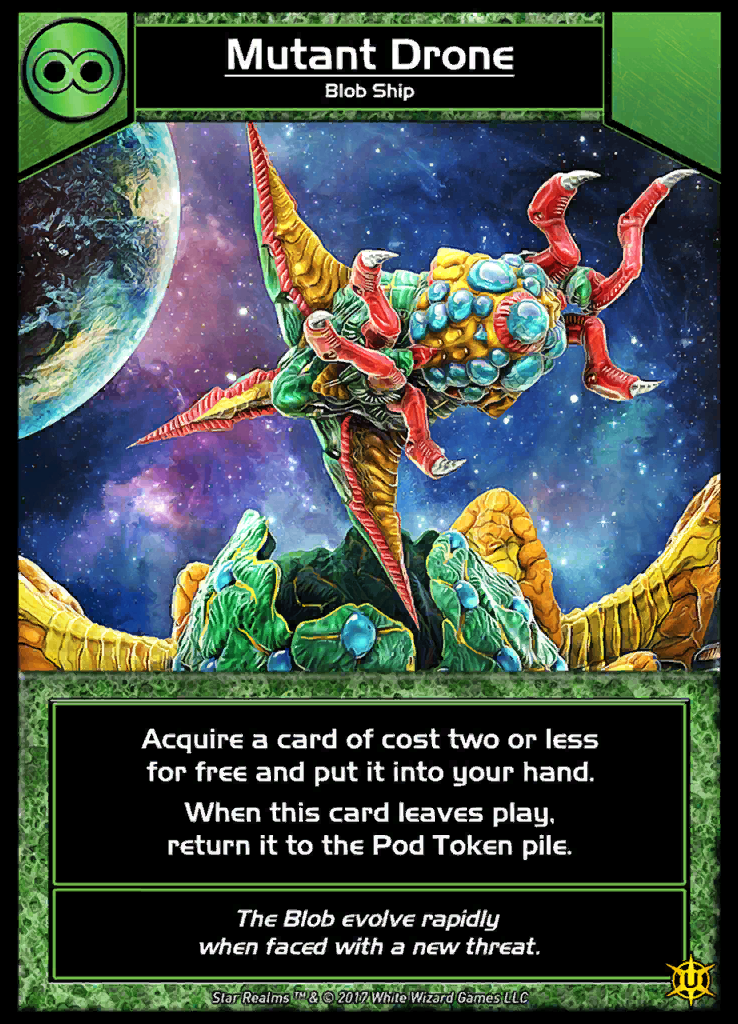 Mutant Drone
Blob Ship
Acquire a card of cost two or less
for free and put it into your hand.
When this card leaves play,
return it to the Pod Token pile.
The Blob evolve rapidly
when faced with a new threat.
Star Realms ™ & © 2017 White Wizard Games LLC
U